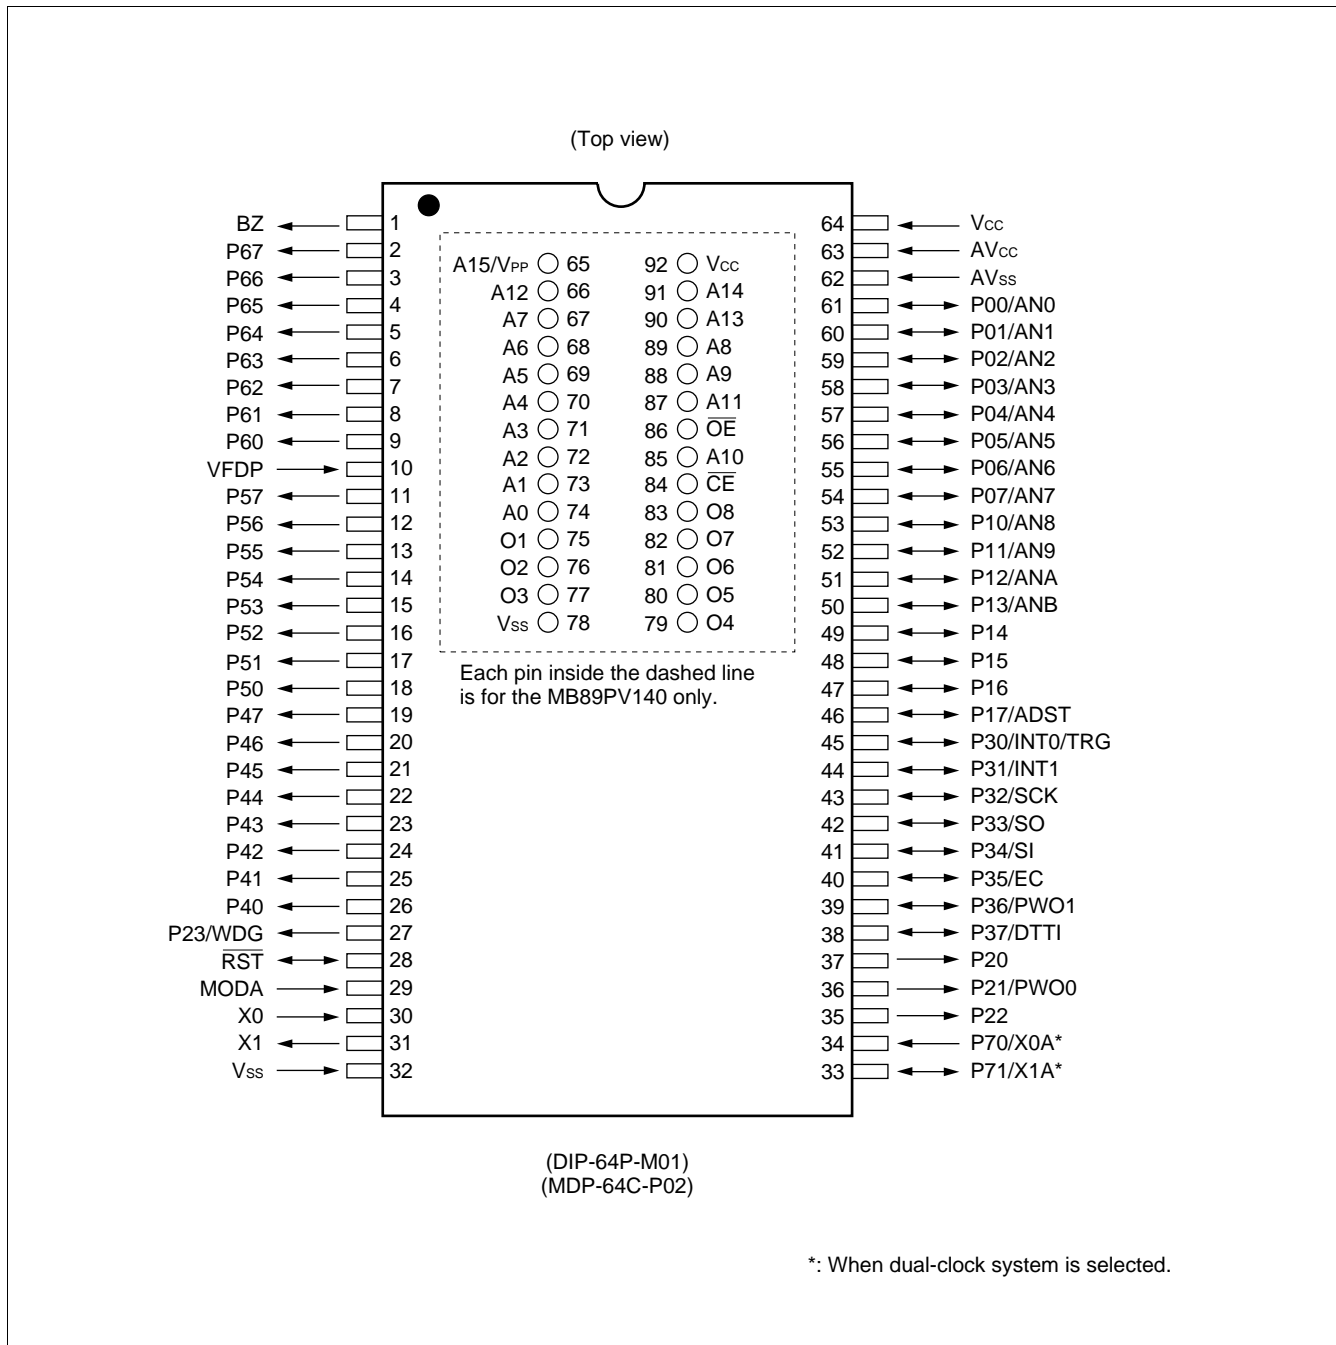 (Top view)
BZ 1 64 Vcc
P67 2 63 AVcc
P66 3 62 AVss
P65 4 61 P00/AN0
P64 5 60 P01/AN1
P63 6 59 P02/AN2
P62 7 58 P03/AN3
P61 8 57 P04/AN4
P60 9 56 P05/AN5
VFDP 10 55 P06/AN6
P57 11 54 P07/AN7
P56 12 53 P10/AN8
P55 13 52 P11/AN9
P54 14 51 P12/ANA
P53 15 50 P13/ANB
P52 16 49 P14
P51 17 48 P15
P50 18 47 P16
P47 19 46 P17/ADST
P46 20 45 P30/INT0/TRG
P45 21 44 P31/INT1
P44 22 43 P32/SCK
P43 23 42 P33/SO
P42 24 41 P34/SI
P41 25 40 P35/EC
P40 26 39 P36/PWO1
P23/WDG 27 38 P37/DTTI
RST 28 37 P20
MODA 29 36 P21/PWO0
X0 30 35 P22
X1 31 34 P70/X0A*
Vss 32 33 P71/X1A*
A15/VPP 65 92 Vcc
A12 66 91 A14
A7 67 90 A13
A6 68 89 A8
A5 69 88 A9
A4 70 87 A11
A3 71 86 OE
A2 72 85 A10
A1 73 84 CE
A0 74 83 O8
O1 75 82 O7
O2 76 81 O6
O3 77 80 O5
Vss 78 79 O4
Each pin inside the dashed line
is for the MB89PV140 only.
(DIP-64P-M01)
(MDP-64C-P02)
*: When dual-clock system is selected.